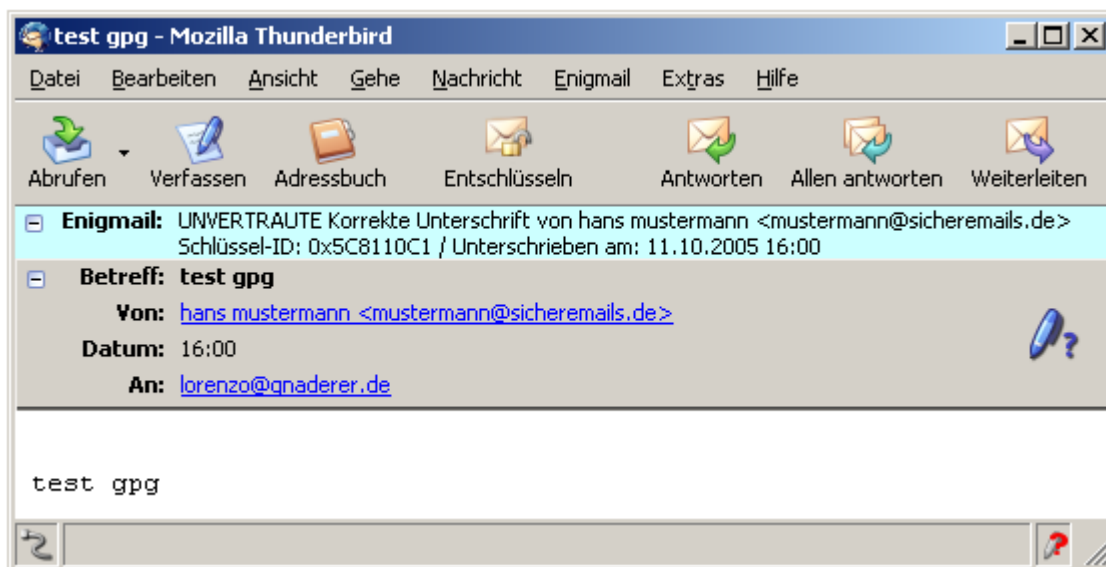 test gpg - Mozilla Thunderbird
Datei Bearbeiten Ansicht Gehe Nachricht Enigmail Extras Hilfe
Abrufen Verfassen Adressbuch Entschlüsseln Antworten Allen antworten Weiterleiten
Enigmail: UNVERTRAUTE Korrekte Unterschrift von hans mustermann <mustermann@sicheremails.de>
Schlüssel-ID: 0x5C8110C1 / Unterschrieben am: 11.10.2005 16:00
Betreff: test gpg
Von: hans mustermann <mustermann@sicheremails.de>
Datum: 16:00
An: lorenzo@gnaderer.de
test gpg